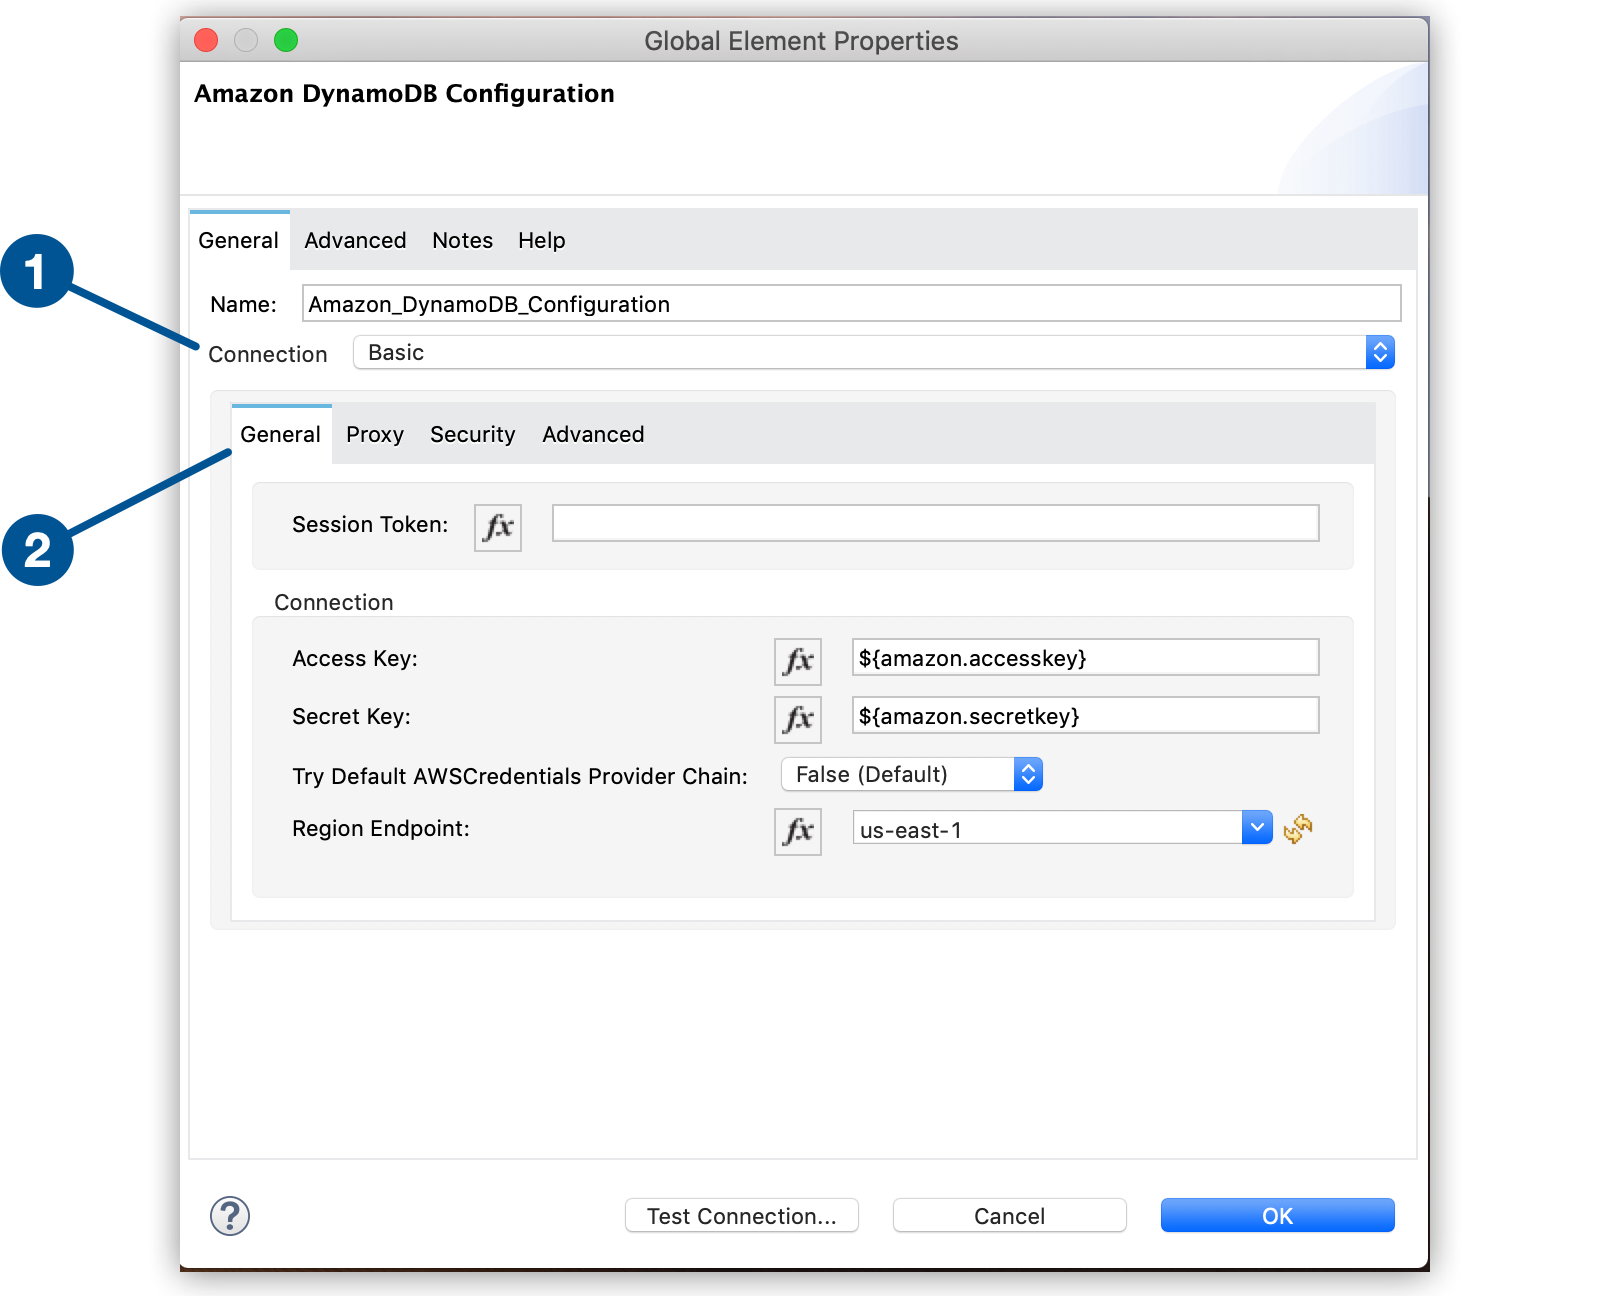 Global Element Properties
Amazon DynamoDB Configuration
General Advanced Notes Help
1
Name: Amazon_DynamoDB_Configuration
Connection Basic
General Proxy Security Advanced
2
Session Token: fx
Connection
Access Key: fx ${amazon.accesskey}
Secret Key: fx ${amazon.secretkey}
Try Default AWSCredentials Provider Chain: False (Default)
Region Endpoint: fx us-east-1
? Test Connection... Cancel OK